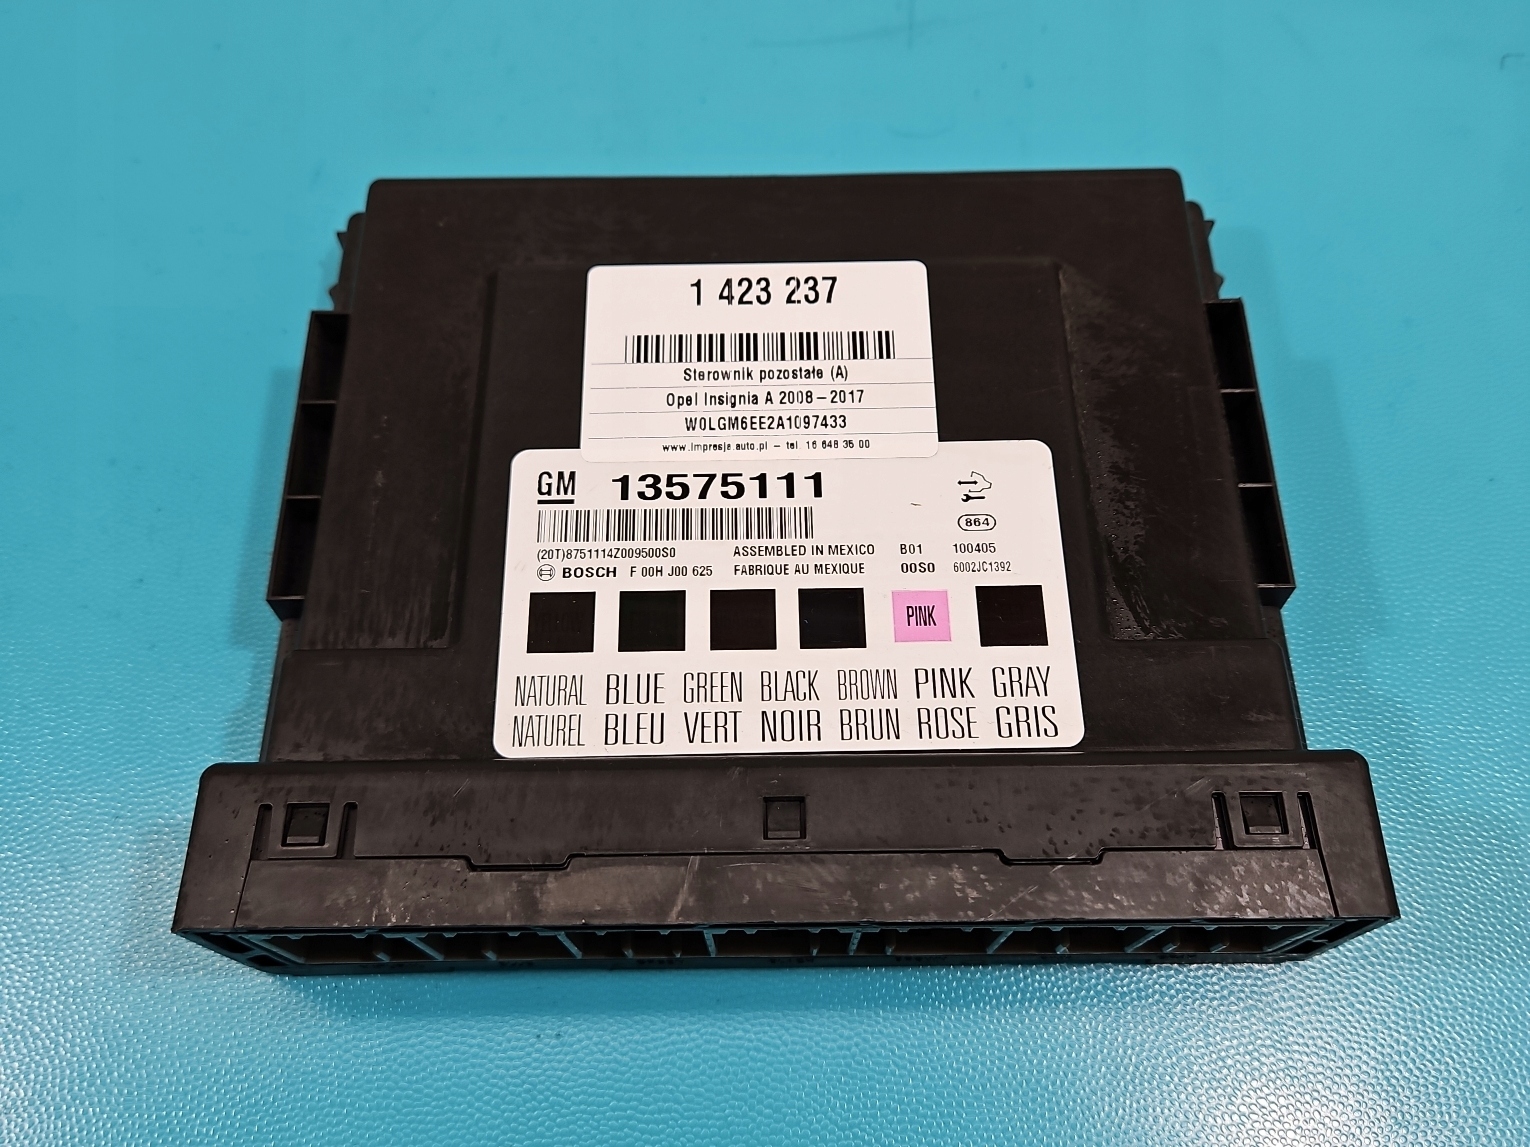 1 423 237
Sterownik pozostałe (A)
Opel Insignia A 2008-2017
W0LGM6EE2A1097433
www.impresja.auto.pl - tel. 16 648 35 00
GM 13575111
864
(20T)8751114Z009500S0 ASSEMBLED IN MEXICO B01 100405
BOSCH F 00H J00 625 FABRIQUE AU MEXIQUE 00S0 6002JC1392
PINK
NATURAL BLUE GREEN BLACK BROWN PINK GRAY
NATUREL BLEU VERT NOIR BRUN ROSE GRIS